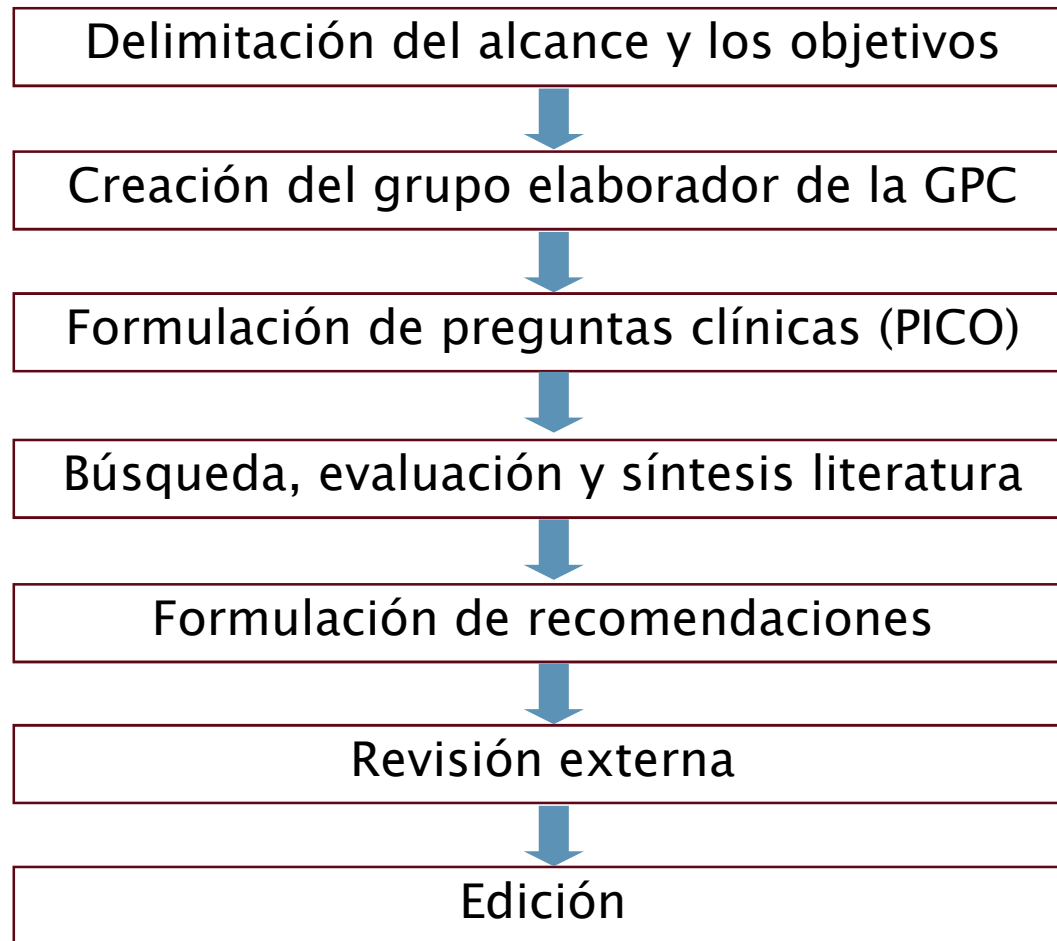 Delimitación del alcance y los objetivos
Creación del grupo elaborador de la GPC
Formulación de preguntas clínicas (PICO)
Búsqueda, evaluación y síntesis literatura
Formulación de recomendaciones
Revisión externa
Edición